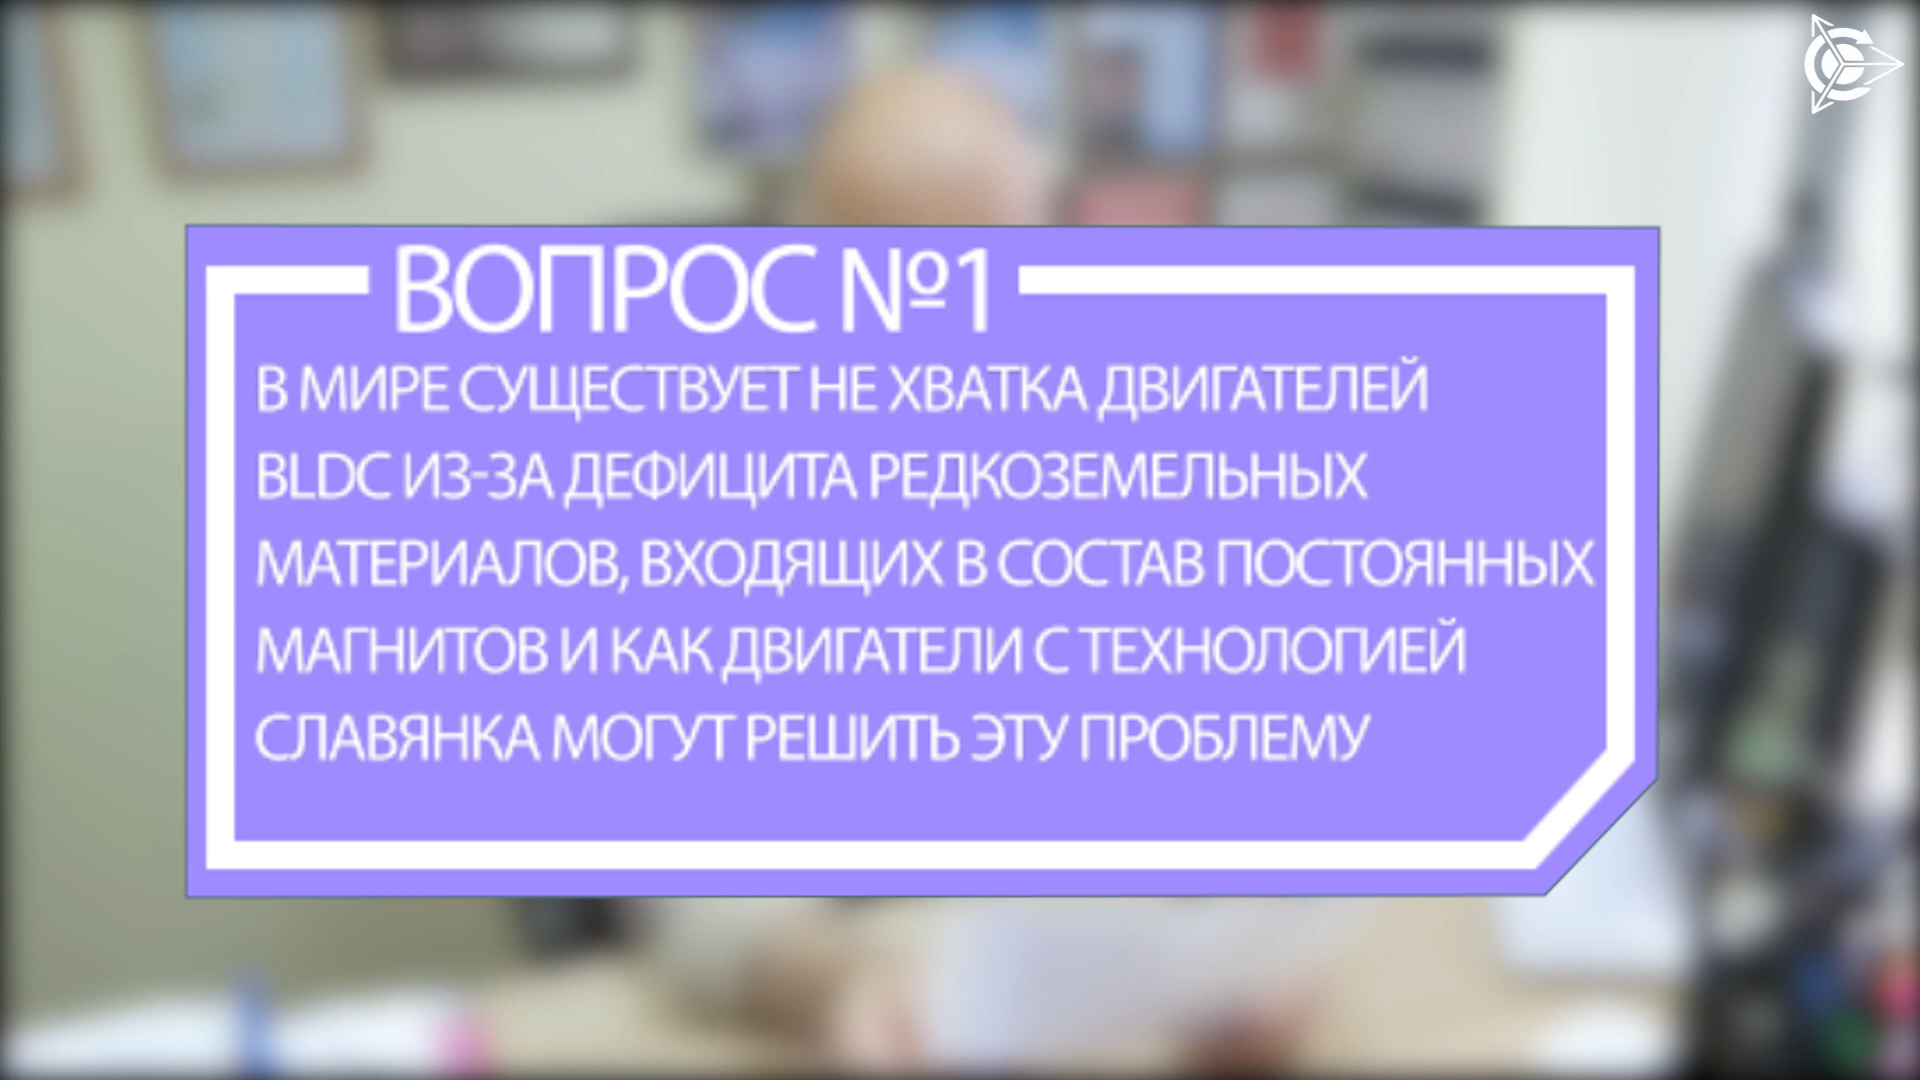 ВОПРОС №1
В МИРЕ СУЩЕСТВУЕТ НЕ ХВАТКА ДВИГАТЕЛЕЙ
BLDC ИЗ-ЗА ДЕФИЦИТА РЕДКОЗЕМЕЛЬНЫХ
МАТЕРИАЛОВ, ВХОДЯЩИХ В СОСТАВ ПОСТОЯННЫХ
МАГНИТОВ И КАК ДВИГАТЕЛИ С ТЕХНОЛОГИЕЙ
СЛАВЯНКА МОГУТ РЕШИТЬ ЭТУ ПРОБЛЕМУ